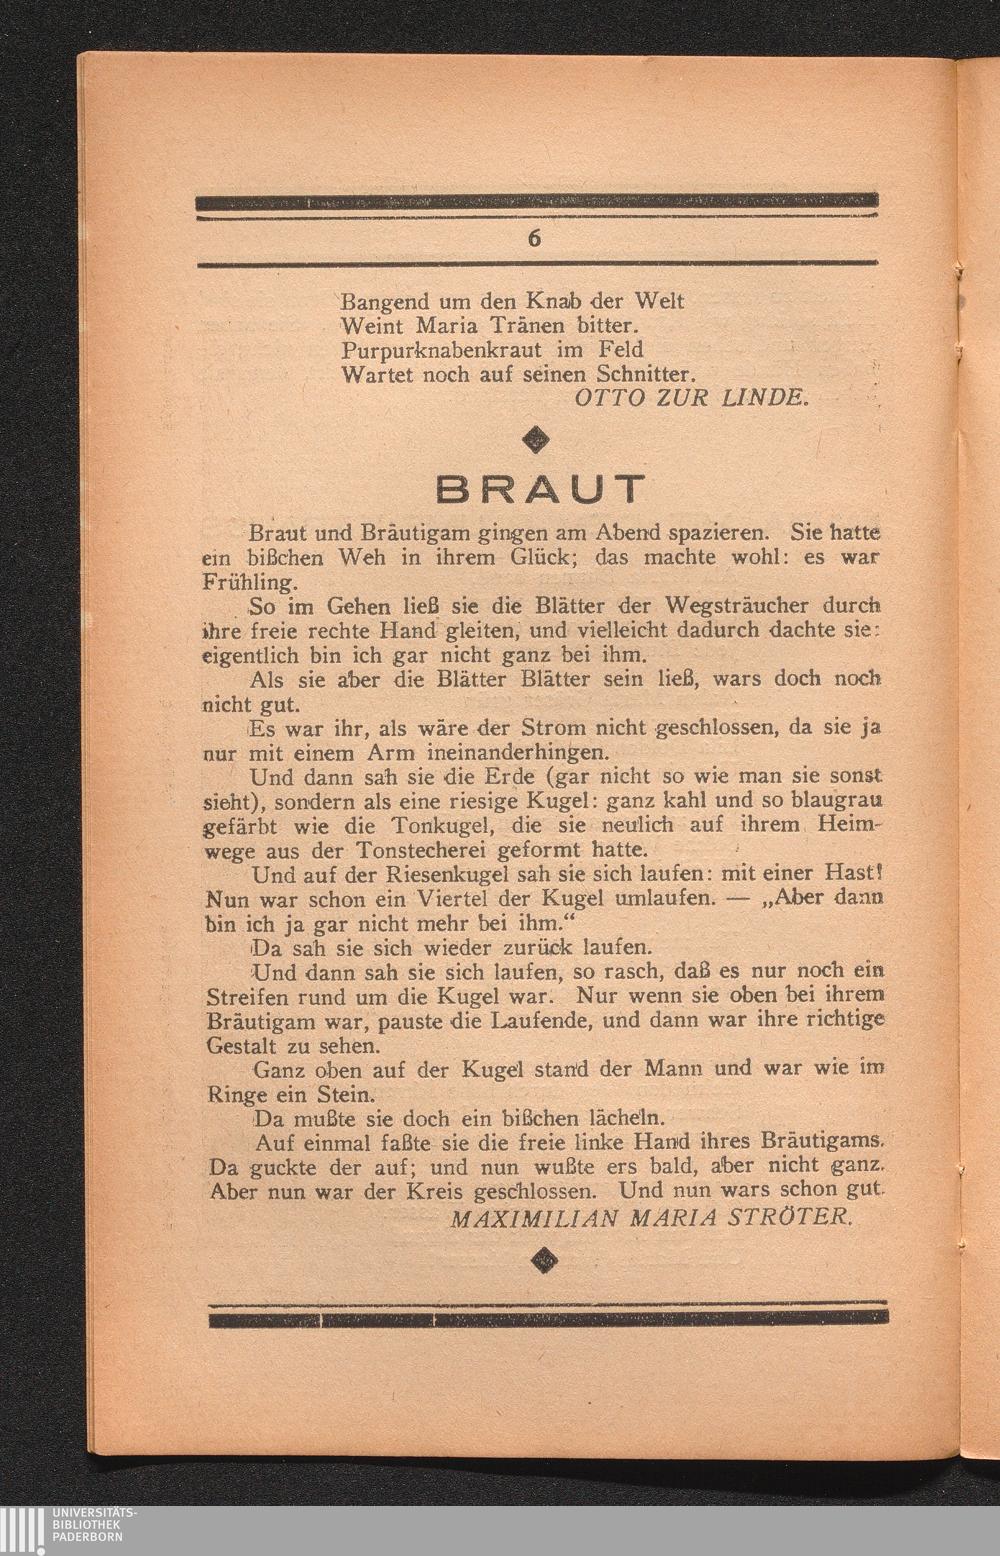 6
Bangend um den Knab der Welt
Weint Maria Tränen bitter.
Purpurknabenkraut im Feld
Wartet noch auf seinen Schnitter.
OTTO ZUR LINDE.
BRAUT
Braut und Bräutigam gingen am Abend spazieren. Sie hatte
ein bißchen Weh in ihrem Glück; das machte wohl: es war
Frühling.
So im Gehen ließ sie die Blätter der Wegsträucher durch
ihre freie rechte Hand gleiten, und vielleicht dadurch dachte sie:
eigentlich bin ich gar nicht ganz bei ihm.
Als sie aber die Blätter Blätter sein ließ, wars doch noch
nicht gut.
Es war ihr, als wäre der Strom nicht geschlossen, da sie ja
nur mit einem Arm ineinanderhingen.
Und dann sah sie die Erde (gar nicht so wie man sie sonst
sieht), sondern als eine riesige Kugel: ganz kahl und so blaugrau
gefärbt wie die Tonkugel, die sie neulich auf ihrem Heim-
wege aus der Tonstecherei geformt hatte.
Und auf der Riesenkugel sah sie sich laufen: mit einer Hast!
Nun war schon ein Viertel der Kugel umlaufen. — „Aber dann
bin ich ja gar nicht mehr bei ihm.“
Da sah sie sich wieder zurück laufen.
Und dann sah sie sich laufen, so rasch, daß es nur noch ein
Streifen rund um die Kugel war. Nur wenn sie oben bei ihrem
Bräutigam war, pauste die Laufende, und dann war ihre richtige
Gestalt zu sehen.
Ganz oben auf der Kugel stand der Mann und war wie im
Ringe ein Stein.
Da mußte sie doch ein bißchen lächeln.
Auf einmal faßte sie die freie linke Hand ihres Bräutigams.
Da guckte der auf; und nun wußte ers bald, aber nicht ganz.
Aber nun war der Kreis geschlossen. Und nun wars schon gut.
MAXIMILIAN MARIA STRÖTER.
UNIVERSITÄTS-
BIBLIOTHEK
PADERBORN